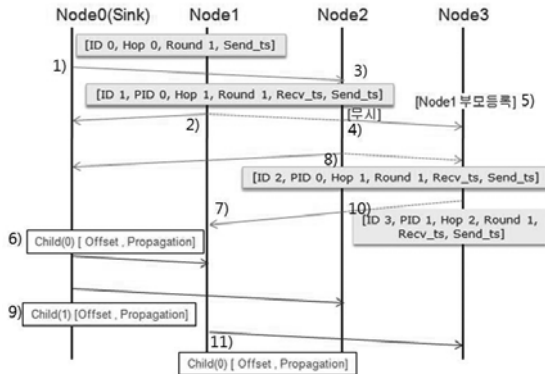 Node0(Sink) Node1 Node2 Node3
[ID 0, Hop 0, Round 1, Send_ts]
1) 3)
[ID 1, PID 0, Hop 1, Round 1, Recv_ts, Send_ts]
[Node1 부모등록] 5)
2) [무시]
4)
8)
[ID 2, PID 0, Hop 1, Round 1, Recv_ts, Send_ts]
7) 10)
[ID 3, PID 1, Hop 2, Round 1,
Recv_ts, Send_ts]
6) Child(0) [ Offset , Propagation]
9) Child(1) [Offset , Propagation]
11)
Child(0) [ Offset , Propagation]